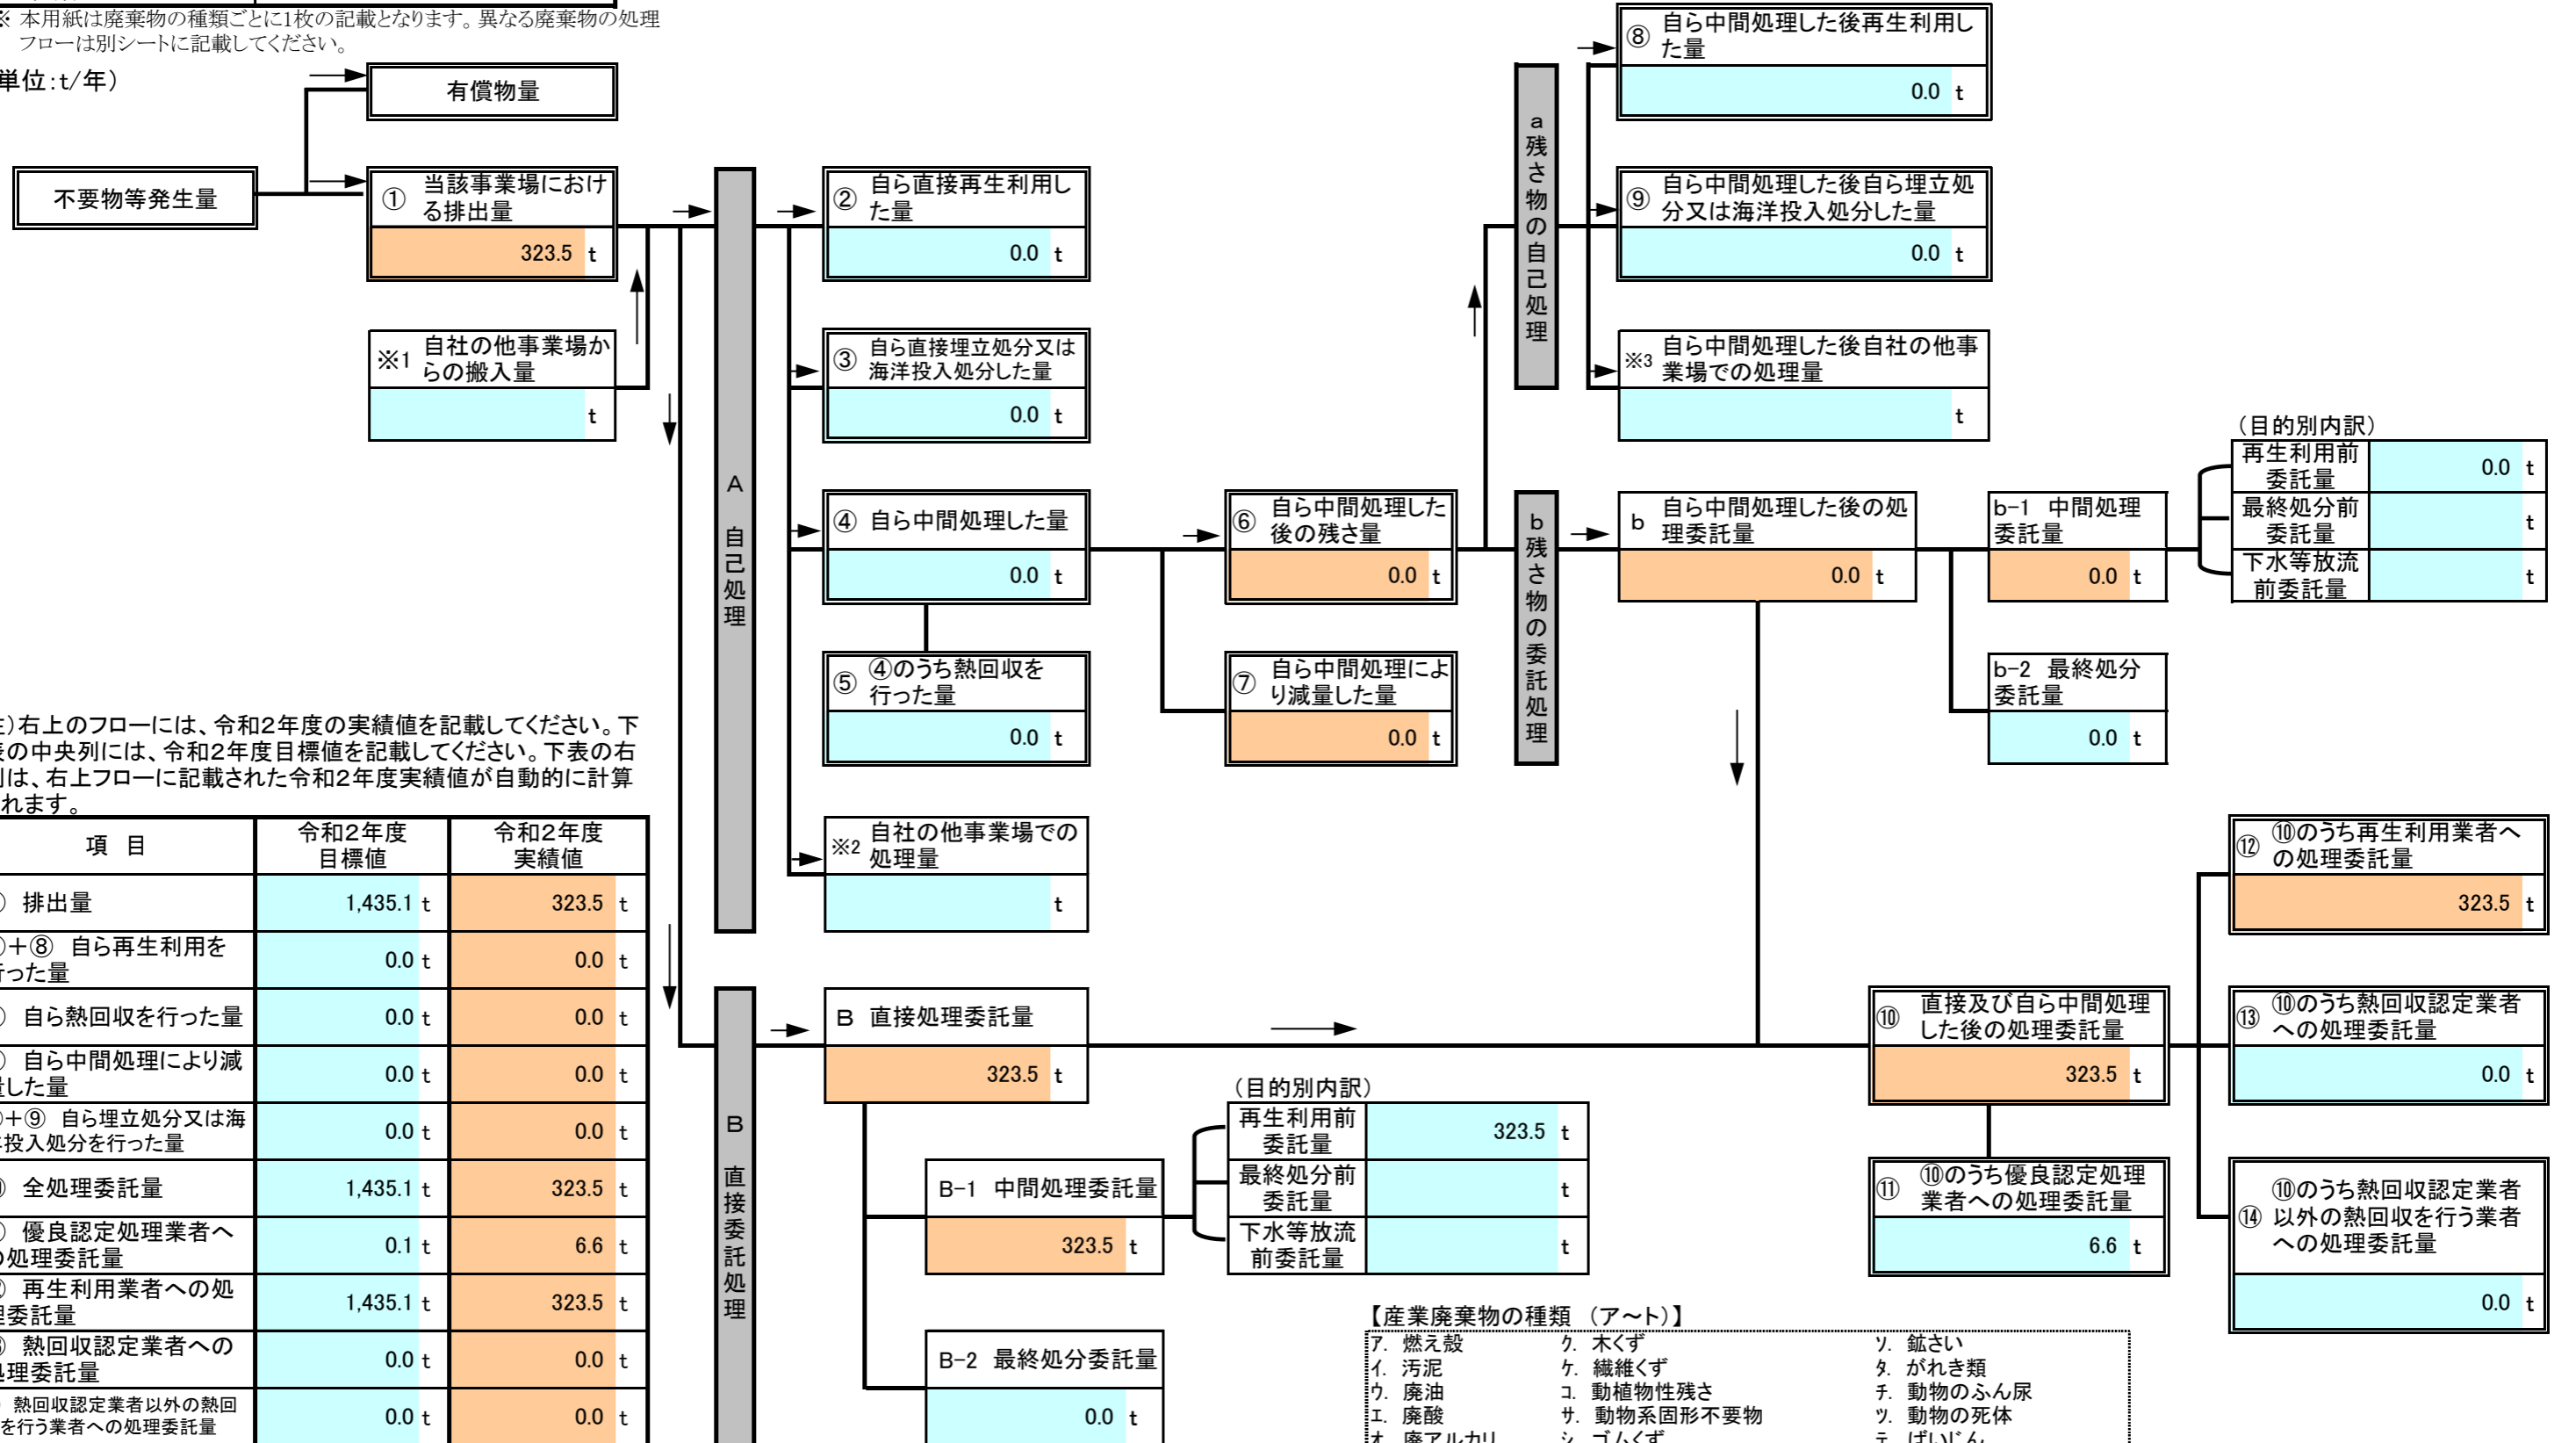 ※ 本用紙は廃棄物の種類ごとに1枚の記載となります。異なる廃棄物の処理
フローは別シートに記載してください。
単位：t/年）
有償物量
不要物等発生量
① 当該事業場におけ
る排出量
323.5 t
※1 自社の他事業場か
らの搬入量
t
A 自己処理
② 自ら直接再生利用し
た量
0.0 t
③ 自ら直接埋立処分又は
海洋投入処分した量
0.0 t
④ 自ら中間処理した量
0.0 t
⑤ ④のうち熱回収を
行った量
0.0 t
※2 自社の他事業場での
処理量
t
⑥ 自ら中間処理した
後の残さ量
0.0 t
⑦ 自ら中間処理によ
り減量した量
0.0 t
a残さ物の自己処理
⑧ 自ら中間処理した後再生利用し
た量
0.0 t
⑨ 自ら中間処理した後自ら埋立処
分又は海洋投入処分した量
0.0 t
※3 自ら中間処理した後自社の他事
業場での処理量
t
b残さ物の委託処理
b 自ら中間処理した後の処
理委託量
0.0 t
b-1 中間処理
委託量
0.0 t
（目的別内訳）
再生利用前
委託量 0.0 t
最終処分前
委託量 t
下水等放流
前委託量 t
b-2 最終処分
委託量
0.0 t
)右上のフローには、令和2年度の実績値を記載してください。下
表の中央列には、令和2年度目標値を記載してください。下表の右
列は、右上フローに記載された令和2年度実績値が自動的に計算
れます。
項 目 令和2年度
目標値 令和2年度
実績値
排出量 1,435.1 t 323.5 t
＋⑧ 自ら再生利用を
行った量 0.0 t 0.0 t
自ら熱回収を行った量 0.0 t 0.0 t
自ら中間処理により減
量した量 0.0 t 0.0 t
＋⑨ 自ら埋立処分又は海
洋投入処分を行った量 0.0 t 0.0 t
全処理委託量 1,435.1 t 323.5 t
優良認定処理業者へ
の処理委託量 0.1 t 6.6 t
再生利用業者への処
理委託量 1,435.1 t 323.5 t
熱回収認定業者への
処理委託量 0.0 t 0.0 t
熱回収認定業者以外の熱回
を行う業者への処理委託量 0.0 t 0.0 t
B 直接委託処理
B 直接処理委託量
323.5 t
B-1 中間処理委託量
323.5 t
（目的別内訳）
再生利用前
委託量 323.5 t
最終処分前
委託量 t
下水等放流
前委託量 t
B-2 最終処分委託量
0.0 t
⑩ 直接及び自ら中間処理
した後の処理委託量
323.5 t
⑪ ⑩のうち優良認定処理
業者への処理委託量
6.6 t
⑫ ⑩のうち再生利用業者へ
の処理委託量
323.5 t
⑬ ⑩のうち熱回収認定業者
への処理委託量
0.0 t
⑭ ⑩のうち熱回収認定業者
以外の熱回収を行う業者
への処理委託量
0.0 t
【産業廃棄物の種類 （ア～ト）】
ア. 燃え殻 ク. 木くず ソ. 鉱さい
イ. 汚泥 ケ. 繊維くず タ. がれき類
ウ. 廃油 コ. 動植物性残さ チ. 動物のふん尿
エ. 廃酸 サ. 動物系固形不要物 ツ. 動物の死体
オ. 廃アルカリ シ. ゴムくず テ. ばいじん